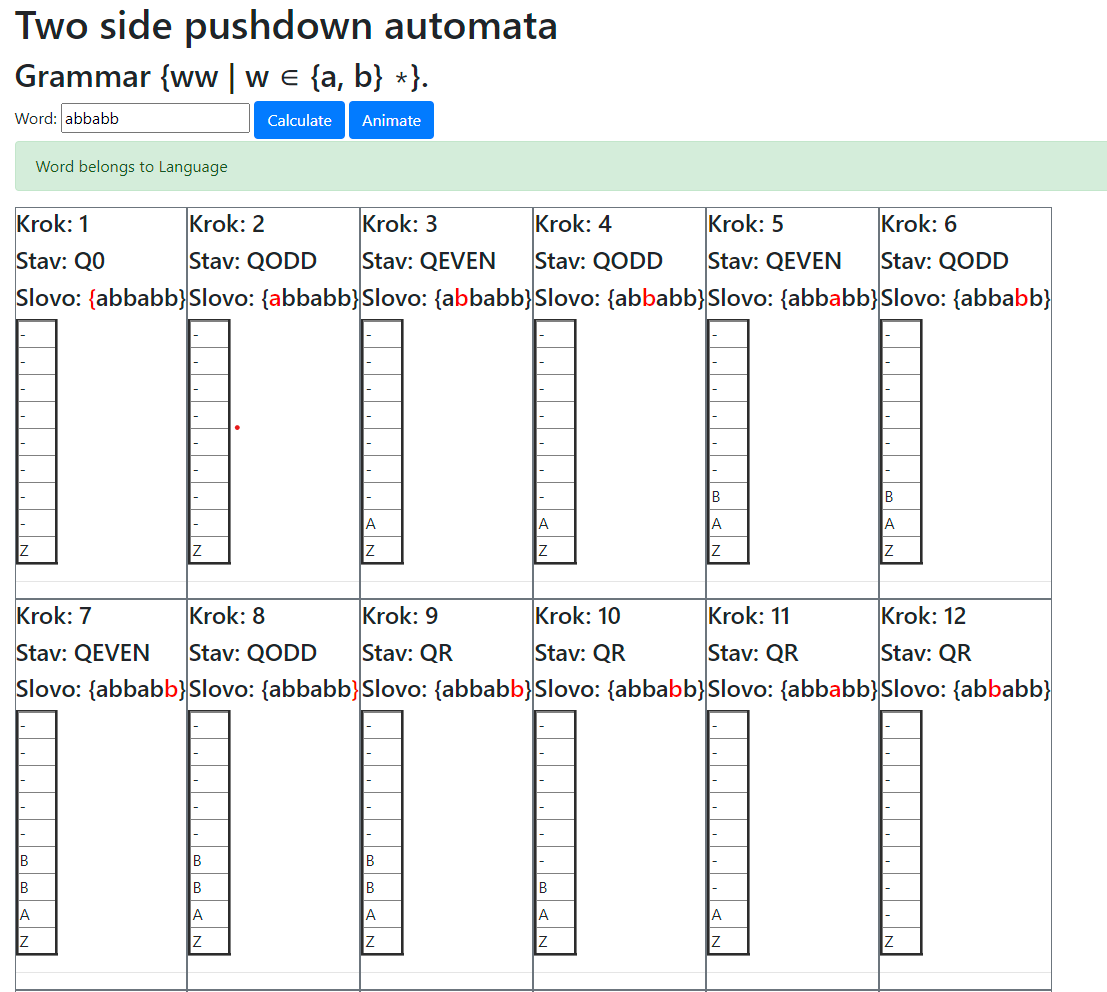 Two side pushdown automata
Grammar {ww | w ∈ {a, b} *}.
Word: abbabb Calculate Animate
Word belongs to Language
Krok: 1 Krok: 2 Krok: 3 Krok: 4 Krok: 5 Krok: 6
Stav: Q0 Stav: QODD Stav: QEVEN Stav: QODD Stav: QEVEN Stav: QODD
Slovo: {abbabb} Slovo: {abbabb} Slovo: {abbabb} Slovo: {abbabb} Slovo: {abbabb} Slovo: {abbabb}
- - - - - -
- - - - - -
- - - - - -
- - - - - -
- - - - - -
- - - - - -
- - - - B B
- - A A A A
Z Z Z Z Z Z
Krok: 7 Krok: 8 Krok: 9 Krok: 10 Krok: 11 Krok: 12
Stav: QEVEN Stav: QODD Stav: QR Stav: QR Stav: QR Stav: QR
Slovo: {abbabb} Slovo: {abbabb} Slovo: {abbabb} Slovo: {abbabb} Slovo: {abbabb} Slovo: {abbabb}
- - - - - -
- - - - - -
- - - - - -
- - - - - -
- - - - - -
B B B - - -
B B B B - -
A A A A A -
Z Z Z Z Z Z